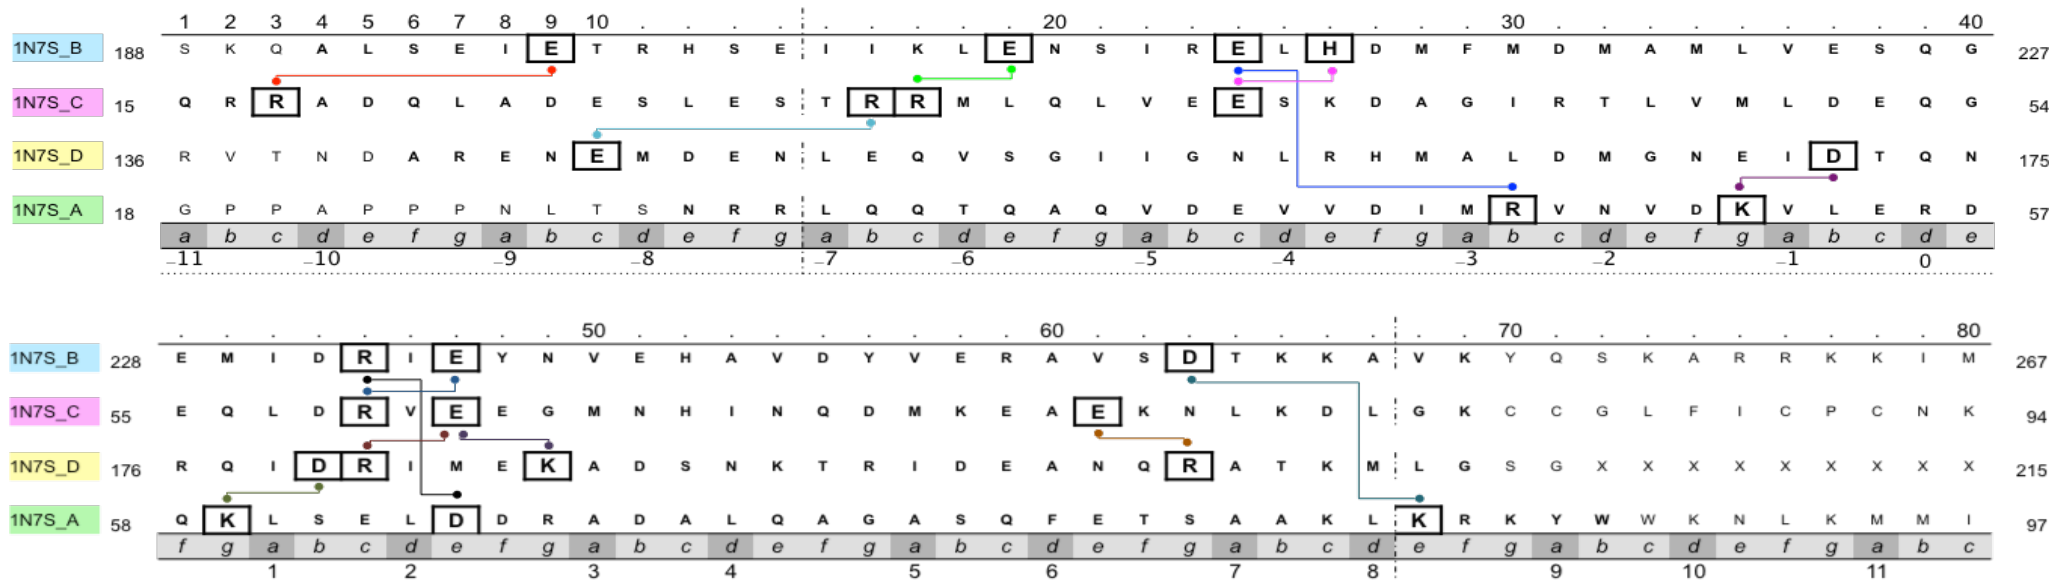 1 2 3 4 5 6 7 8 9 10 . . . . . . . . . 20 . . . . . . . . . 30 . . . . . . . . . 40
1N7S_B 188 S K Q A L S E I E T R H S E I I K L E N S I R E L H D M F M D M A M L V E S Q G 227
1N7S_C 15 Q R R A D Q L A D E S L E S T R R M L Q L V E E S K D A G I R T L V M L D E Q G 54
1N7S_D 136 R V T N D A R E N E M D E N L E Q V S G I I G N L R H M A L D M G N E I D T Q N 175
1N7S_A 18 G P P A P P P N L T S N R R L Q Q T Q A Q V D E V V D I M R V N V D K V L E R D 57
a b c d e f g a b c d e f g a b c d e f g a b c d e f g a b c d e f g a b c d e
−11 −10 −9 −8 −7 −6 −5 −4 −3 −2 −1 0
. . . . . . . . . 50 . . . . . . . . . 60 . . . . . . . . . 70 . . . . . . . . . 80
1N7S_B 228 E M I D R I E Y N V E H A V D Y V E R A V S D T K K A V K Y Q S K A R R K K I M 267
1N7S_C 55 E Q L D R V E E G M N H I N Q D M K E A E K N L K D L G K C C G L F I C P C N K 94
1N7S_D 176 R Q I D R I M E K A D S N K T R I D E A N Q R A T K M L G S G X X X X X X X X X 215
1N7S_A 58 Q K L S E L D D R A D A L Q A G A S Q F E T S A A K L K R K Y W W K N L K M M I 97
f g a b c d e f g a b c d e f g a b c d e f g a b c d e f g a b c d e f g a b c
1 2 3 4 5 6 7 8 9 10 11